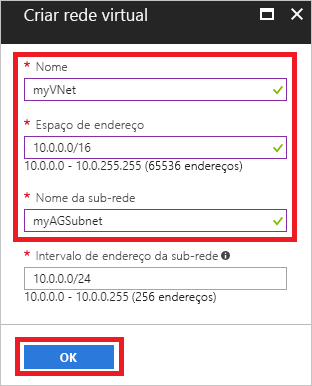 Criar rede virtual
* Nome
myVNet
* Espaço de endereço
10.0.0.0/16
10.0.0.0 - 10.0.255.255 (65536 endereços)
* Nome da sub-rede
myAGSubnet
* Intervalo de endereço da sub-rede
10.0.0.0/24
10.0.0.0 - 10.0.0.255 (256 endereços)
OK